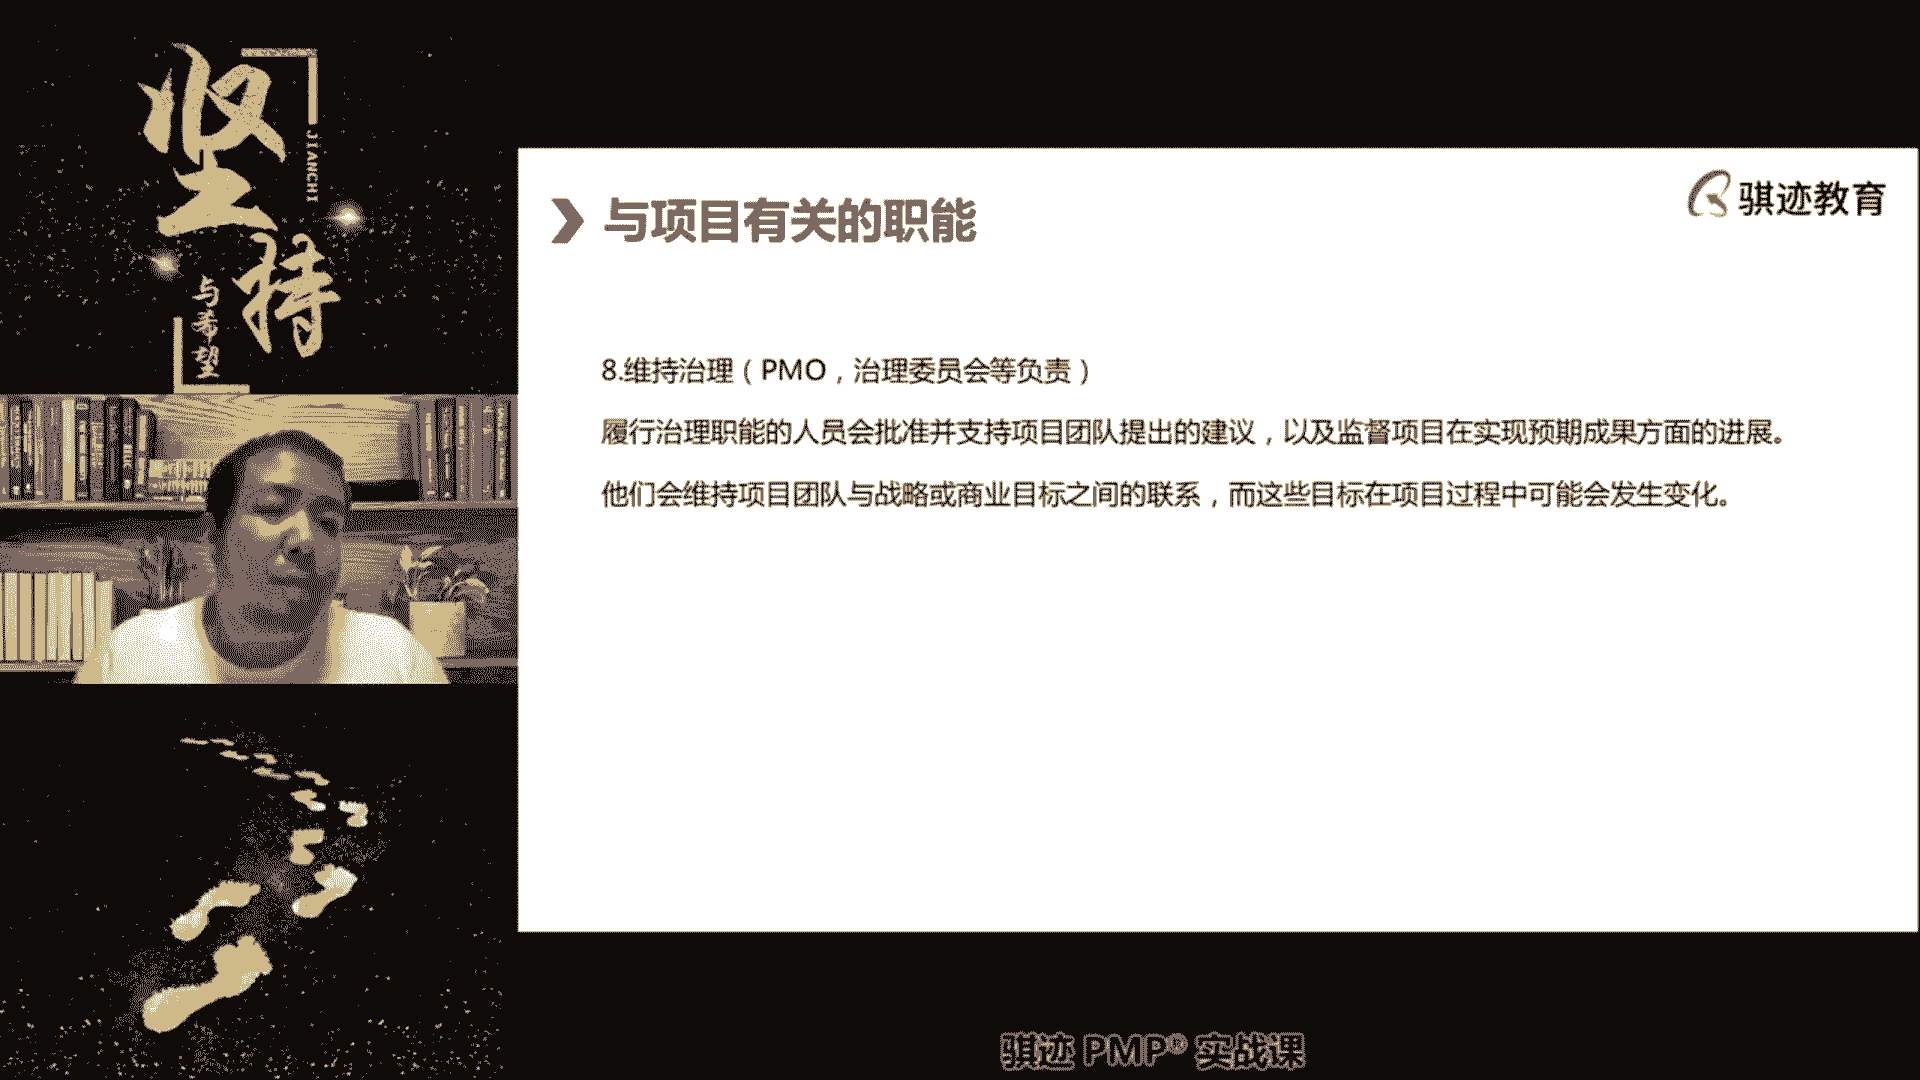 坚持
JIANCHI
与希望
骐迹教育
与项目有关的职能
8.维持治理（PMO，治理委员会等负责）
履行治理职能的人员会批准并支持项目团队提出的建议，以及监督项目在实现预期成果方面的进展。
他们会维持项目团队与战略或商业目标之间的联系，而这些目标在项目过程中可能会发生变化。
骐迹 PMP® 实战课